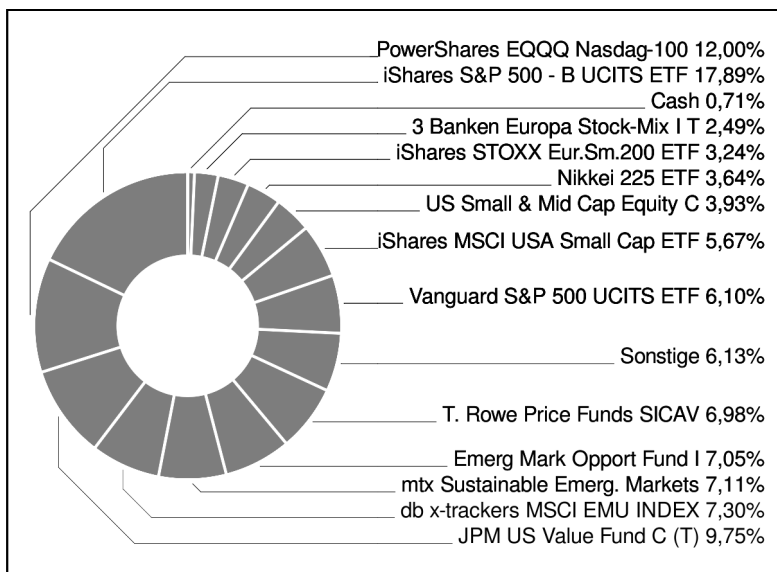 PowerShares EQQQ Nasdag-100 12,00%
iShares S&P 500 - B UCITS ETF 17,89%
Cash 0,71%
3 Banken Europa Stock-Mix I T 2,49%
iShares STOXX Eur.Sm.200 ETF 3,24%
Nikkei 225 ETF 3,64%
US Small & Mid Cap Equity C 3,93%
iShares MSCI USA Small Cap ETF 5,67%
Vanguard S&P 500 UCITS ETF 6,10%
Sonstige 6,13%
T. Rowe Price Funds SICAV 6,98%
Emerg Mark Opport Fund I 7,05%
mtx Sustainable Emerg. Markets 7,11%
db x-trackers MSCI EMU INDEX 7,30%
JPM US Value Fund C (T) 9,75%